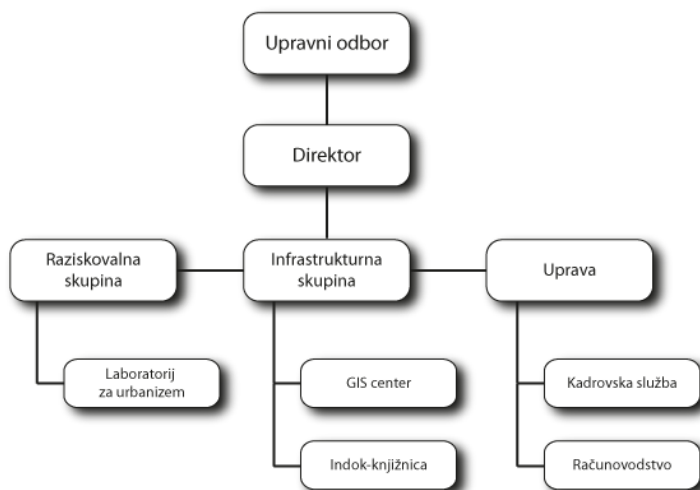 Upravni odbor
Direktor
Raziskovalna
skupina
Infrastrukturna
skupina
Uprava
Laboratorij
za urbanizem
GIS center
Kadrovska služba
Indok-knjižnica
Računovodstvo